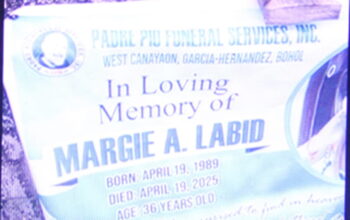 PADRE PIO FUNERAL SERVICES, INC.
WEST CANAYAON, GARCIA-HERNANDEZ, BOHOL
In Loving
Memory of
MARGIE A. LABID
BORN: APRIL 19, 1989
DIED: APRIL 19, 2025
AGE: 36 YEARS OLD